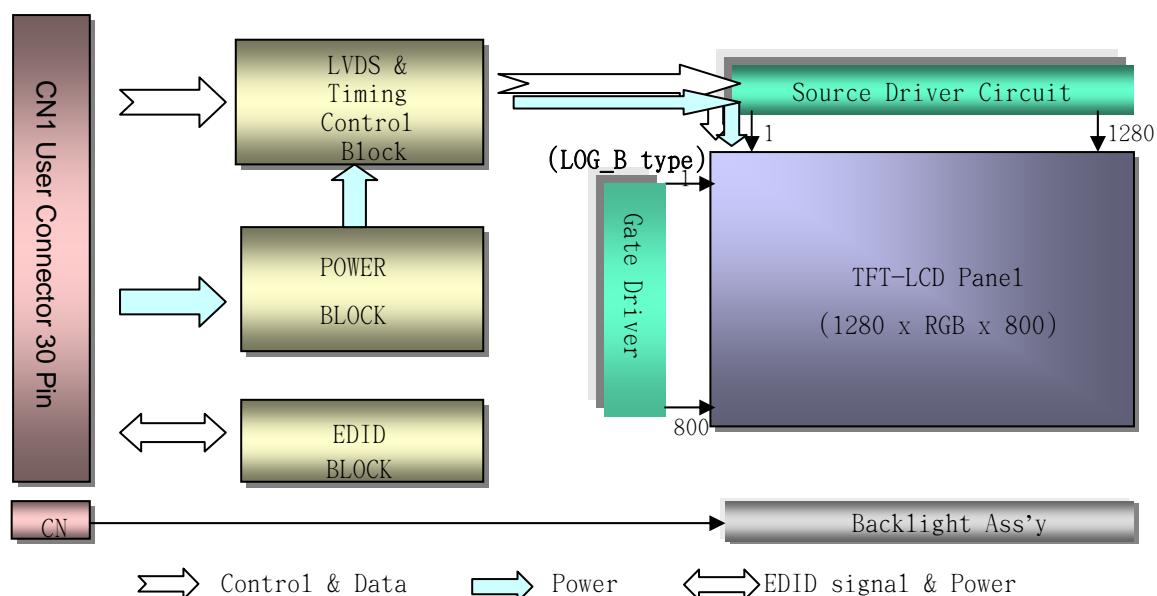 CN1 User Connector 30 Pin
LVDS &
Timing
Control
Block
POWER
BLOCK
EDID
BLOCK
Source Driver Circuit
1
1280
(LOG_B type)
1
Gate Driver
800
TFT-LCD Panel
(1280 x RGB x 800)
CN
Backlight Ass'y
Control & Data
Power
EDID signal & Power